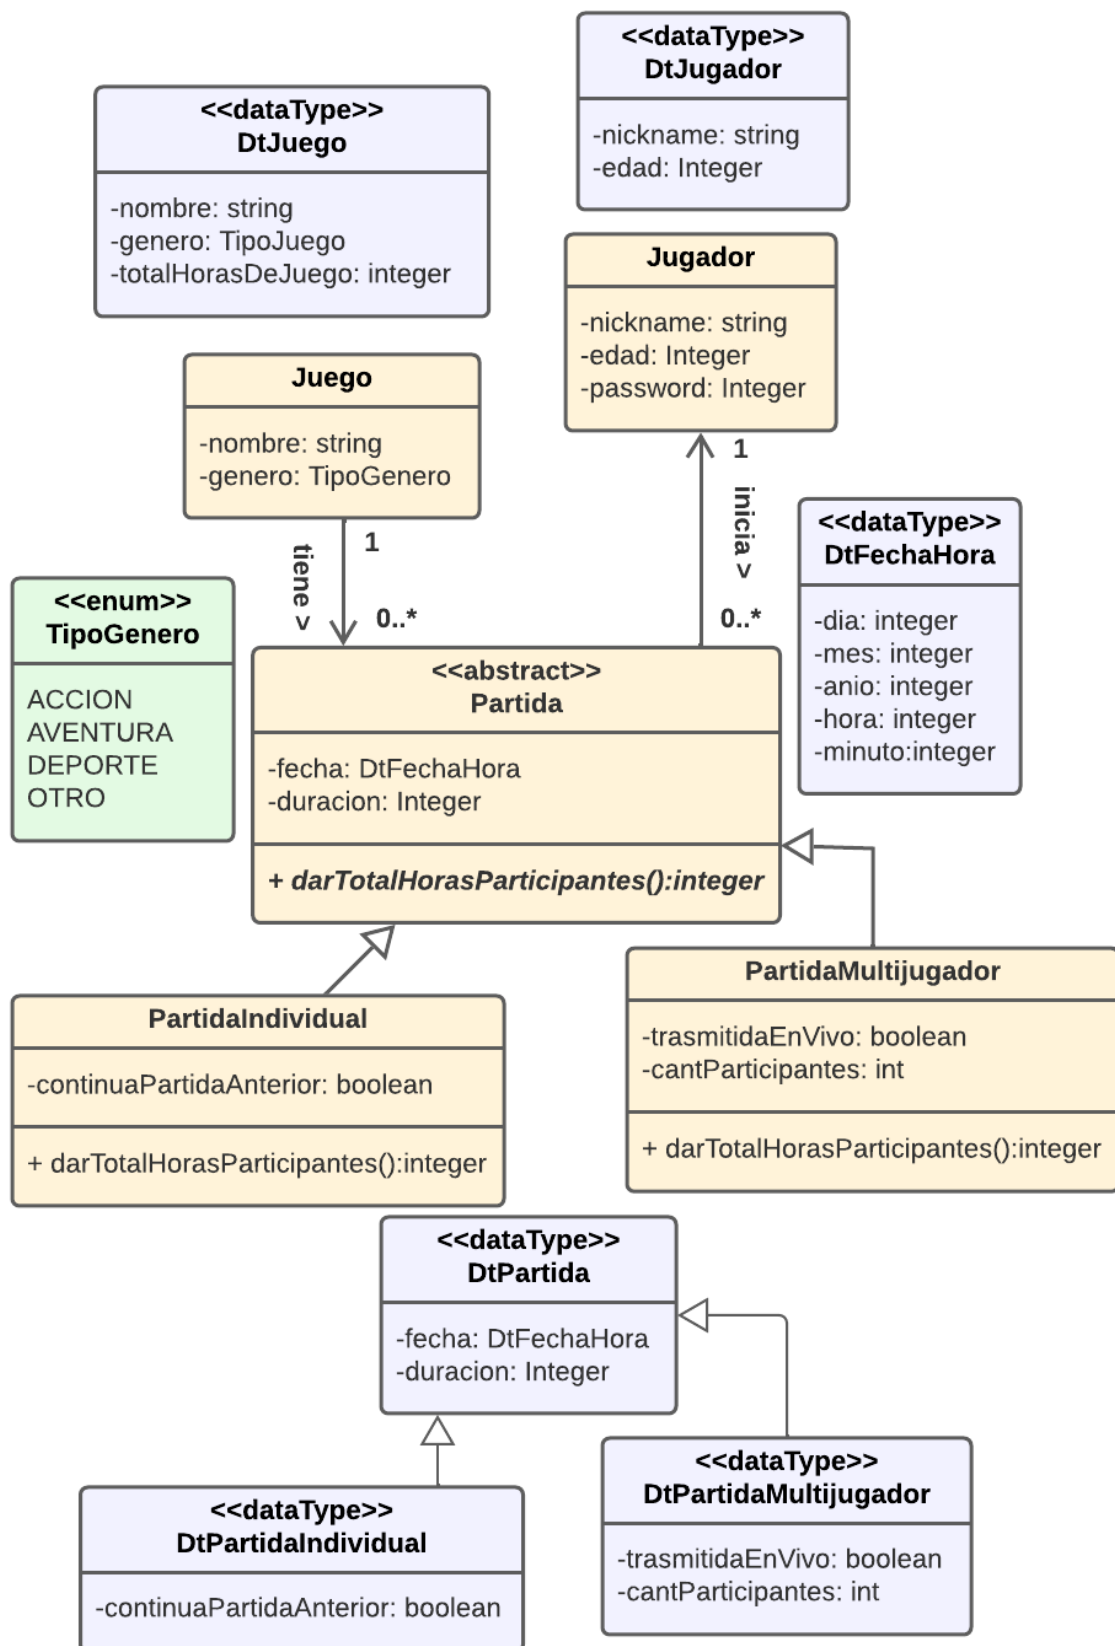 <<dataType>>
DtJugador
-nickname: string
-edad: Integer
<<dataType>>
DtJuego
-nombre: string
-genero: TipoJuego
-totalHorasDeJuego: integer
Jugador
-nickname: string
-edad: Integer
-password: Integer
Juego
-nombre: string
-genero: TipoGenero
1
tiene >
0..*
1
inicia >
0..*
<<dataType>>
DtFechaHora
-dia: integer
-mes: integer
-anio: integer
-hora: integer
-minuto:integer
<<enum>>
TipoGenero
ACCION
AVENTURA
DEPORTE
OTRO
<<abstract>>
Partida
-fecha: DtFechaHora
-duracion: Integer
+ darTotalHorasParticipantes():integer
PartidaMultijugador
-trasmitidaEnVivo: boolean
-cantParticipantes: int
+ darTotalHorasParticipantes():integer
PartidaIndividual
-continuaPartidaAnterior: boolean
+ darTotalHorasParticipantes():integer
<<dataType>>
DtPartida
-fecha: DtFechaHora
-duracion: Integer
<<dataType>>
DtPartidaMultijugador
-trasmitidaEnVivo: boolean
-cantParticipantes: int
<<dataType>>
DtPartidaIndividual
-continuaPartidaAnterior: boolean